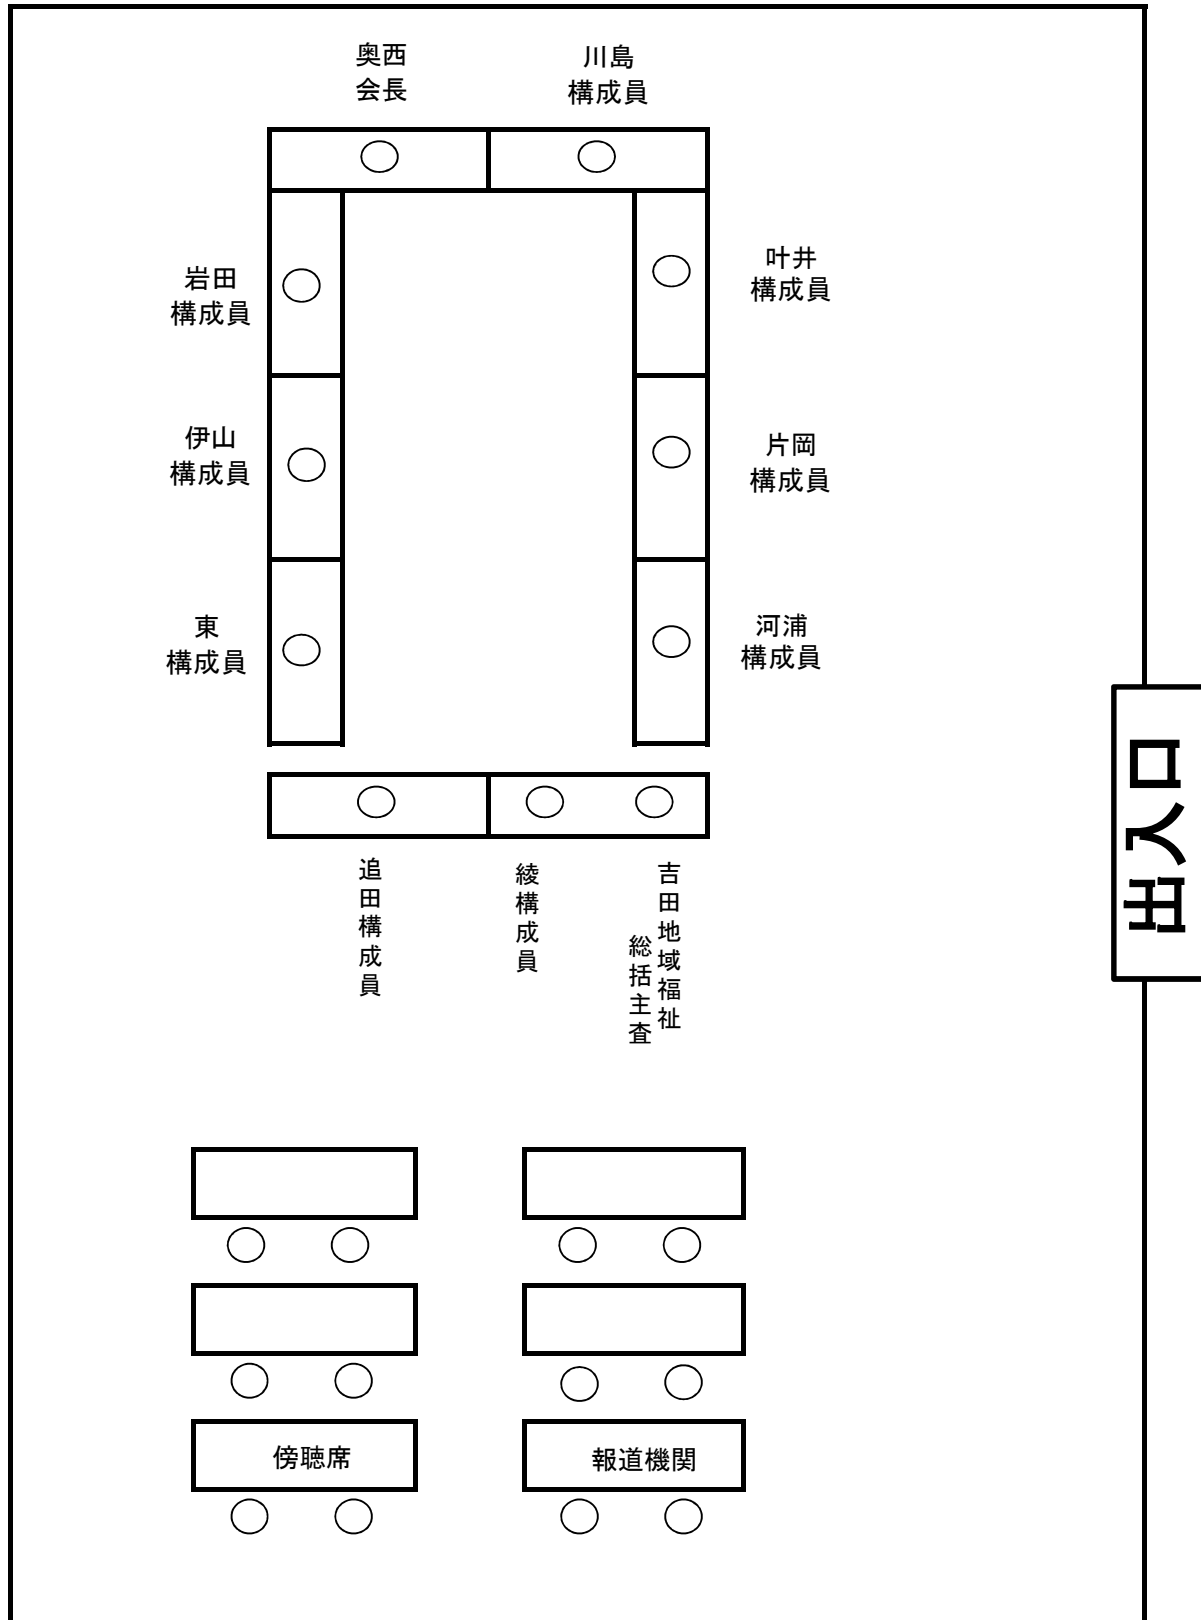 奥西
会長
川島
構成員
岩田
構成員
叶井
構成員
伊山
構成員
片岡
構成員
東
構成員
河浦
構成員
出入口
追田構成員
綾構成員
吉田地域福祉
総括主査
傍聴席
報道機関